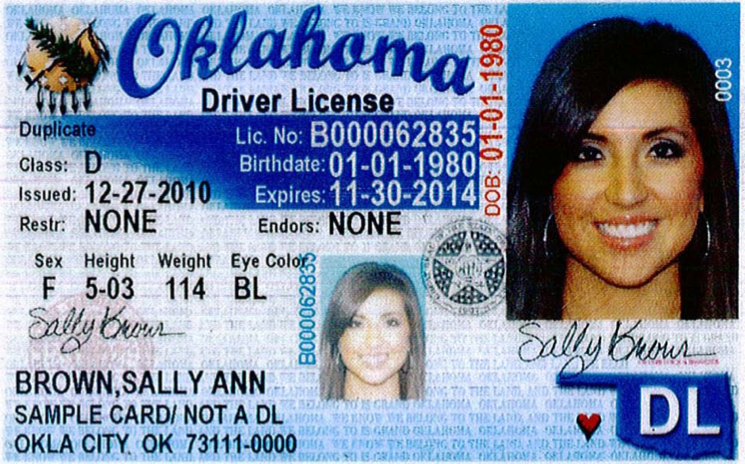 Oklahoma
Driver License
Duplicate
Lic. No: B000062835
Class: D
Birthdate: 01-01-1980
Issued: 12-27-2010
Expires: 11-30-2014
Restr: NONE
Endors: NONE
Sex Height Weight Eye Color
F 5-03 114 BL
Sally Brown
BROWN,SALLY ANN
SAMPLE CARD/ NOT A DL
OKLA CITY, OK 73111-0000
B000062835
DOB: 01-01-1980
0003
Sally Brown
DL